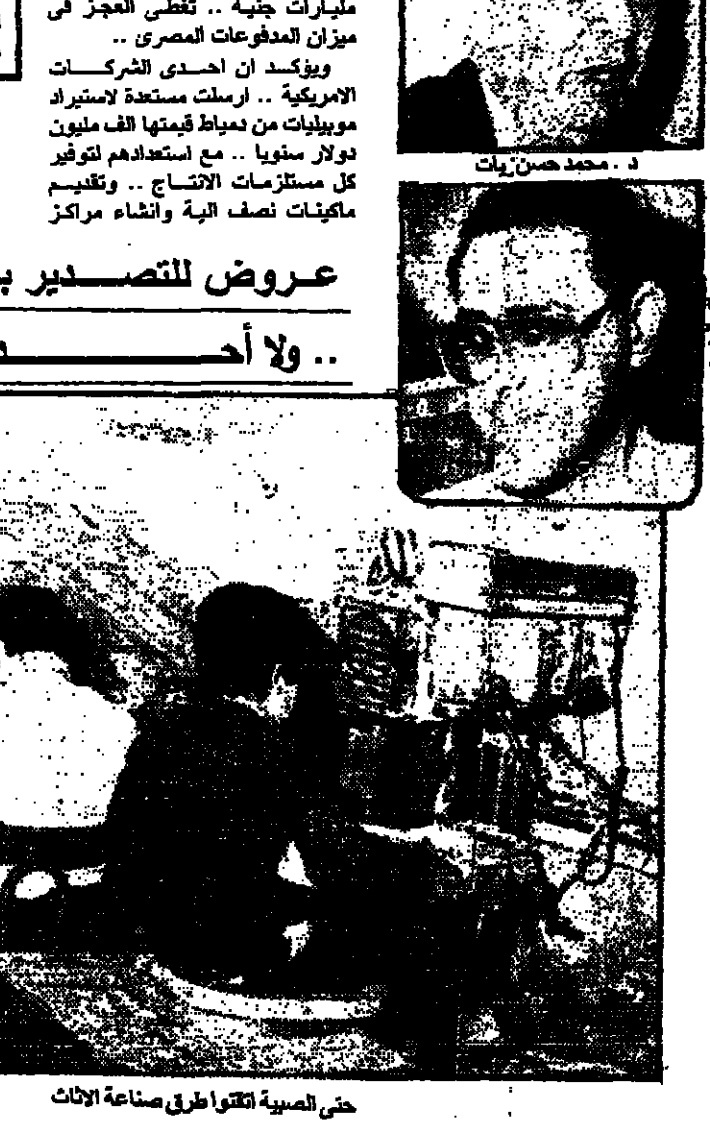 مليارات جنيه .. تغطى العجز فى
ميزان المدفوعات المصرى ..
ويؤكد ان احدى الشركات
الامريكية .. ارسلت مستعدة لاستيراد
موبيليات من دمياط قيمتها الف مليون
دولار سنويا .. مع استعدادهم لتوفير
كل مستلزمات الانتاج .. وتقديم
ماكينات نصف الية وانشاء مراكز
د . محمد حسن زيات
عروض للتصدير
.. ولا
الله
حتى الصبية اتقنوا طرق صناعة الاثاث